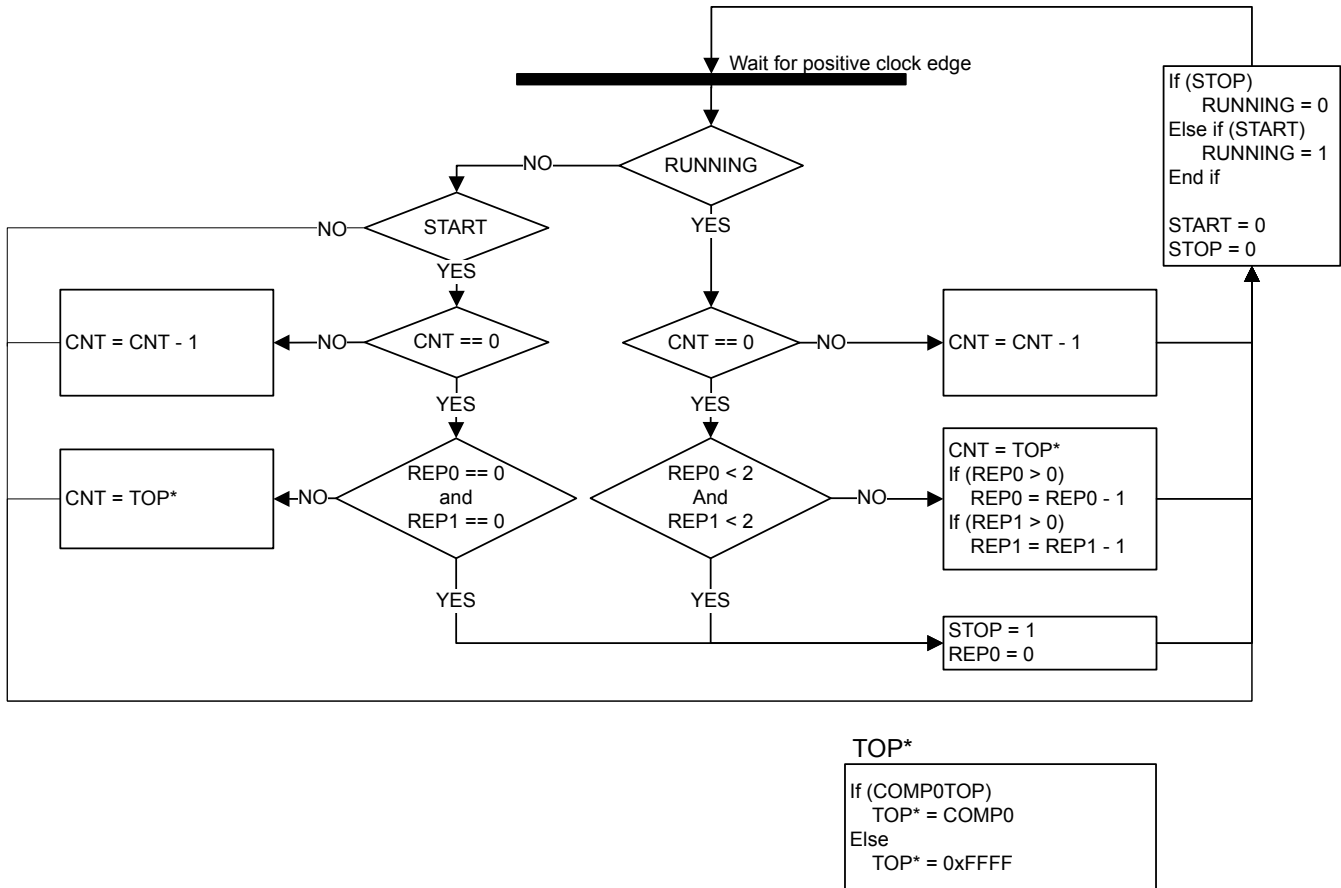 Wait for positive clock edge
If (STOP)
RUNNING = 0
Else if (START)
RUNNING = 1
End if
START = 0
STOP = 0
NO
RUNNING
NO
START
YES
YES
CNT = CNT - 1
NO
CNT == 0
CNT == 0
NO
CNT = CNT - 1
YES
YES
CNT = TOP*
NO
REP0 == 0
and
REP1 == 0
REP0 < 2
And
REP1 < 2
NO
CNT = TOP*
If (REP0 > 0)
REP0 = REP0 - 1
If (REP1 > 0)
REP1 = REP1 - 1
YES
YES
STOP = 1
REP0 = 0
TOP*
If (COMP0TOP)
TOP* = COMP0
Else
TOP* = 0xFFFF